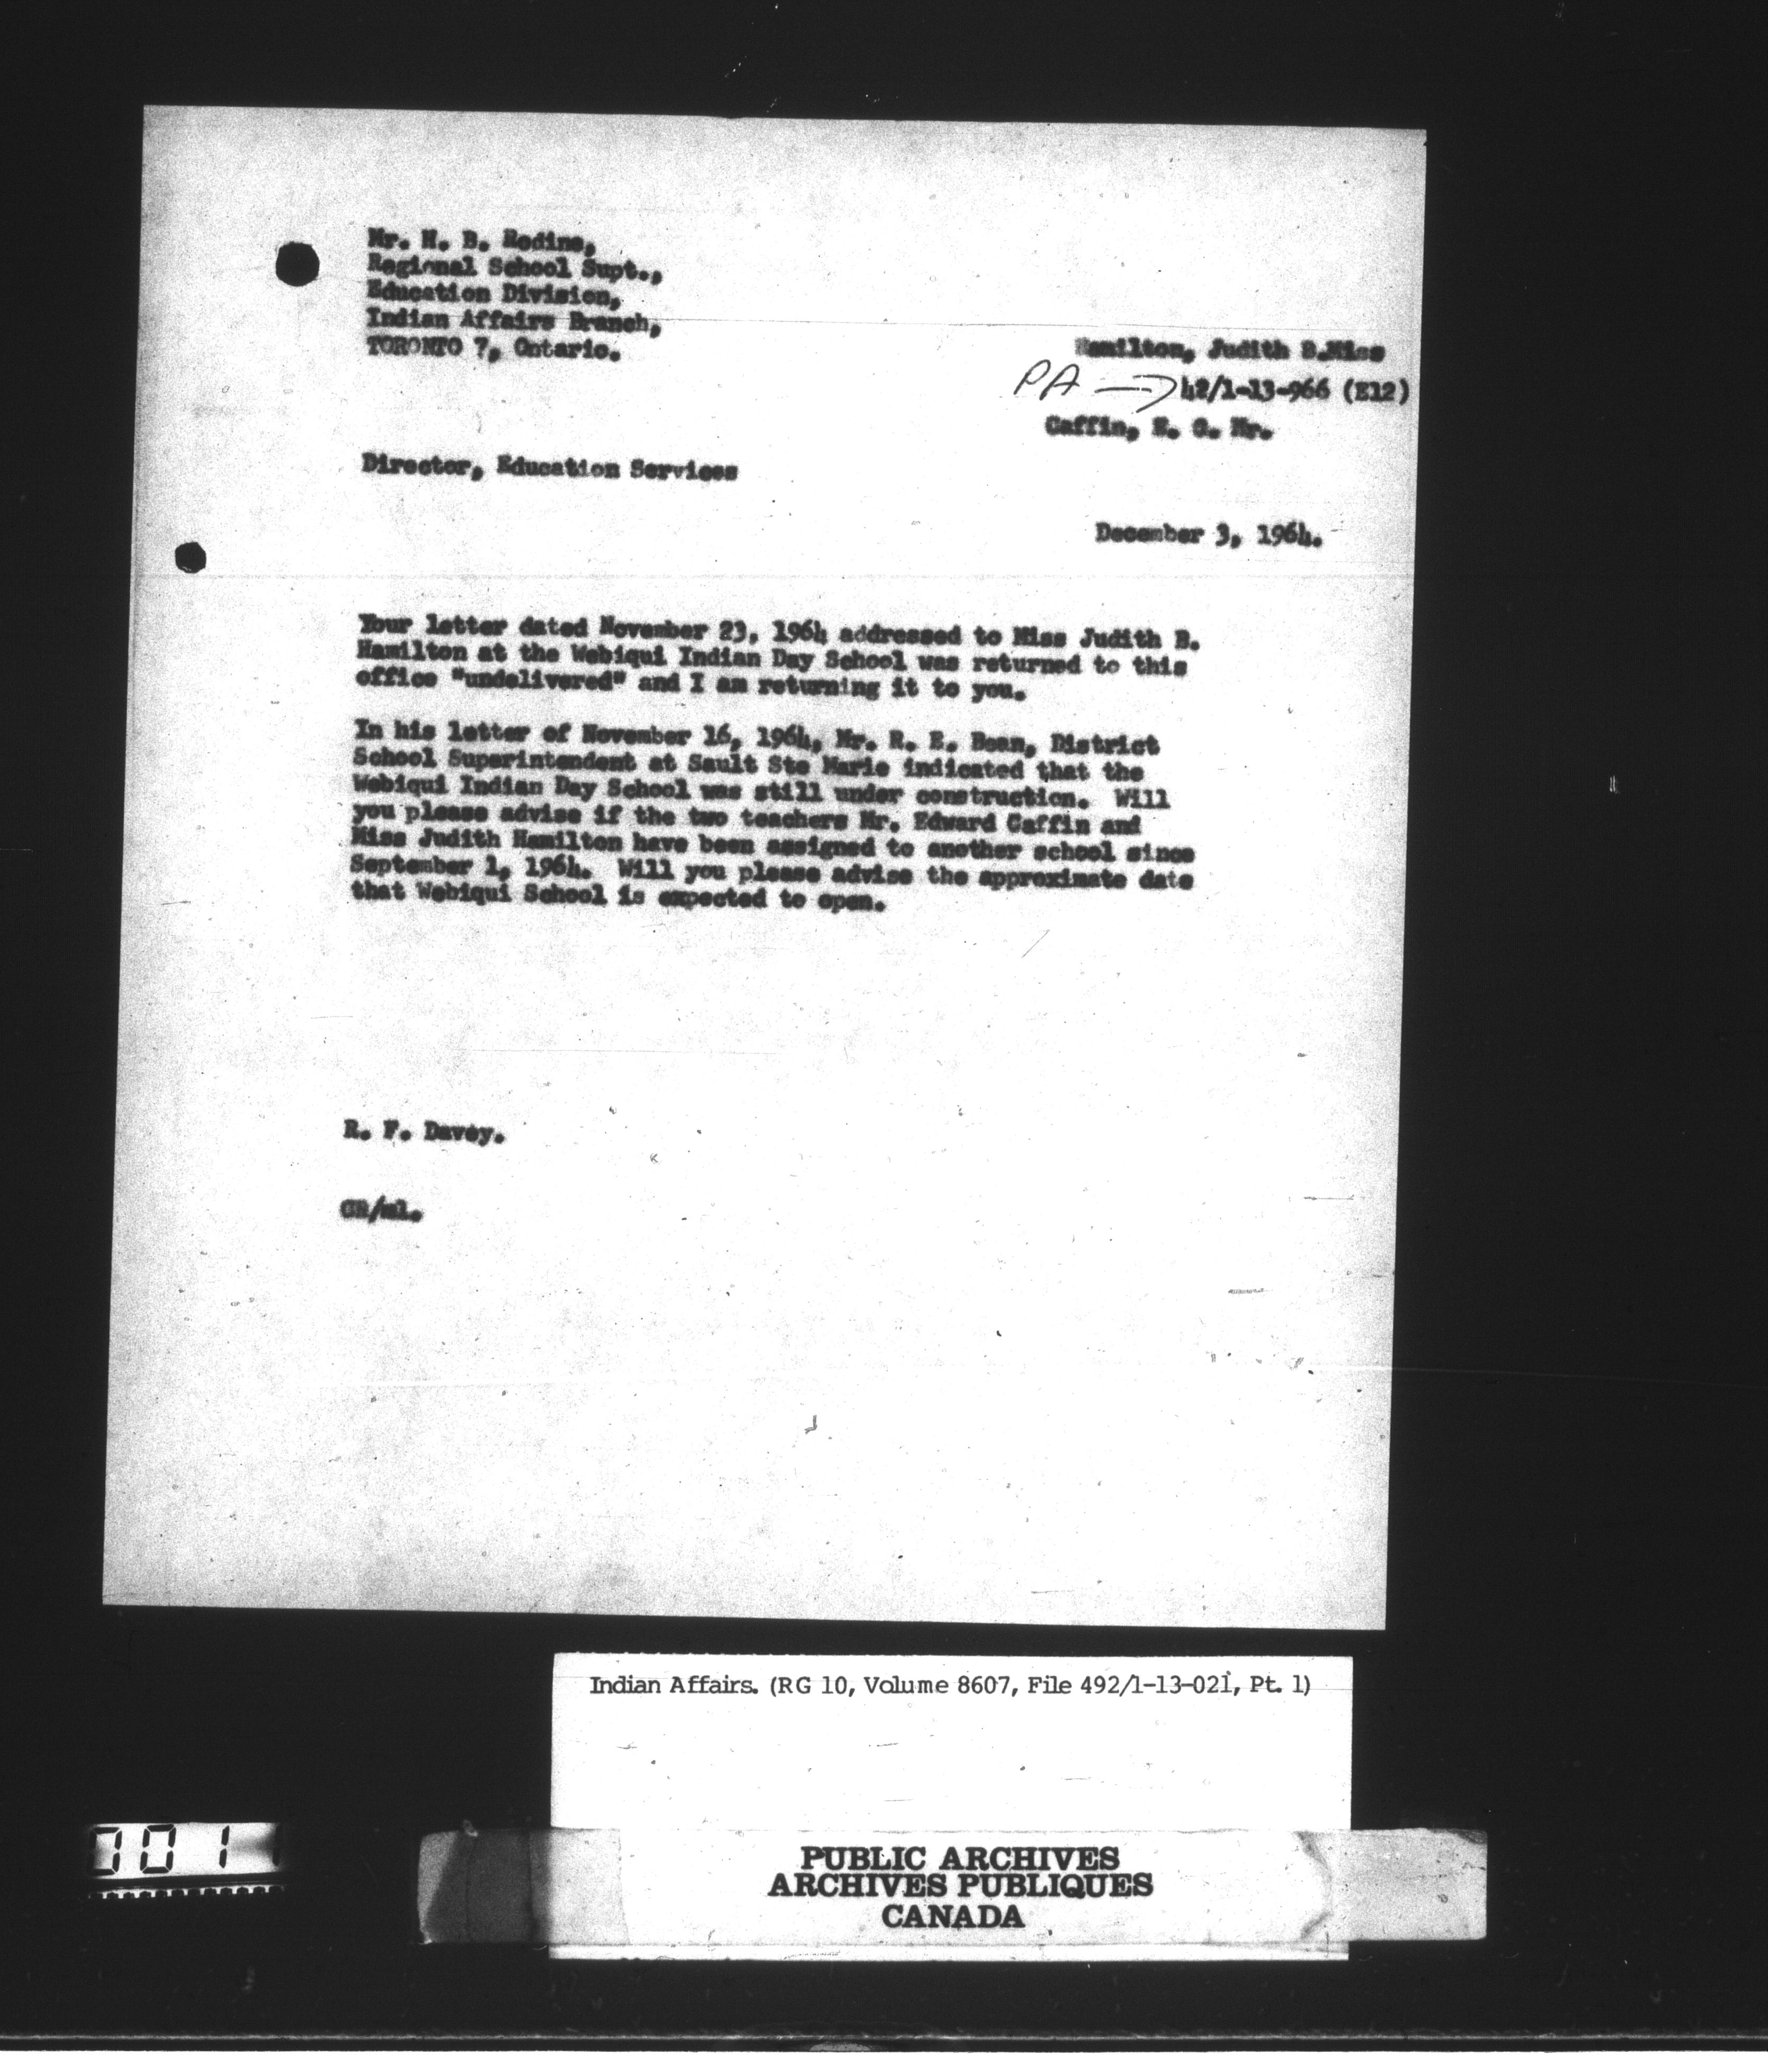 Mr. H. B. Rodine,
Regional School Supt.,
Education Division,
Indian Affairs Branch,
TORONTO 7, Ontario.
Hamilton, Judith B.Miss
PA → 42/1-13-966 (E12)
Caffin, E. G. Mr.
Director, Education Services
December 3, 1964.
Your letter dated November 23, 1964 addressed to Miss Judith B.
Hamilton at the Webiqui Indian Day School was returned to this
office "undelivered" and I am returning it to you.
In his letter of November 16, 1964, Mr. R. E. Boan, District
School Superintendent at Sault Ste Marie indicated that the
Webiqui Indian Day School was still under construction. Will
you please advise if the two teachers Mr. Edward Caffin and
Miss Judith Hamilton have been assigned to another school since
September 1, 1964. Will you please advise the approximate date
that Webiqui School is expected to open.
R. F. Davey.
CR/ml.
Indian Affairs. (RG 10, Volume 8607, File 492/1-13-021, Pt. 1)
001
PUBLIC ARCHIVES
ARCHIVES PUBLIQUES
CANADA